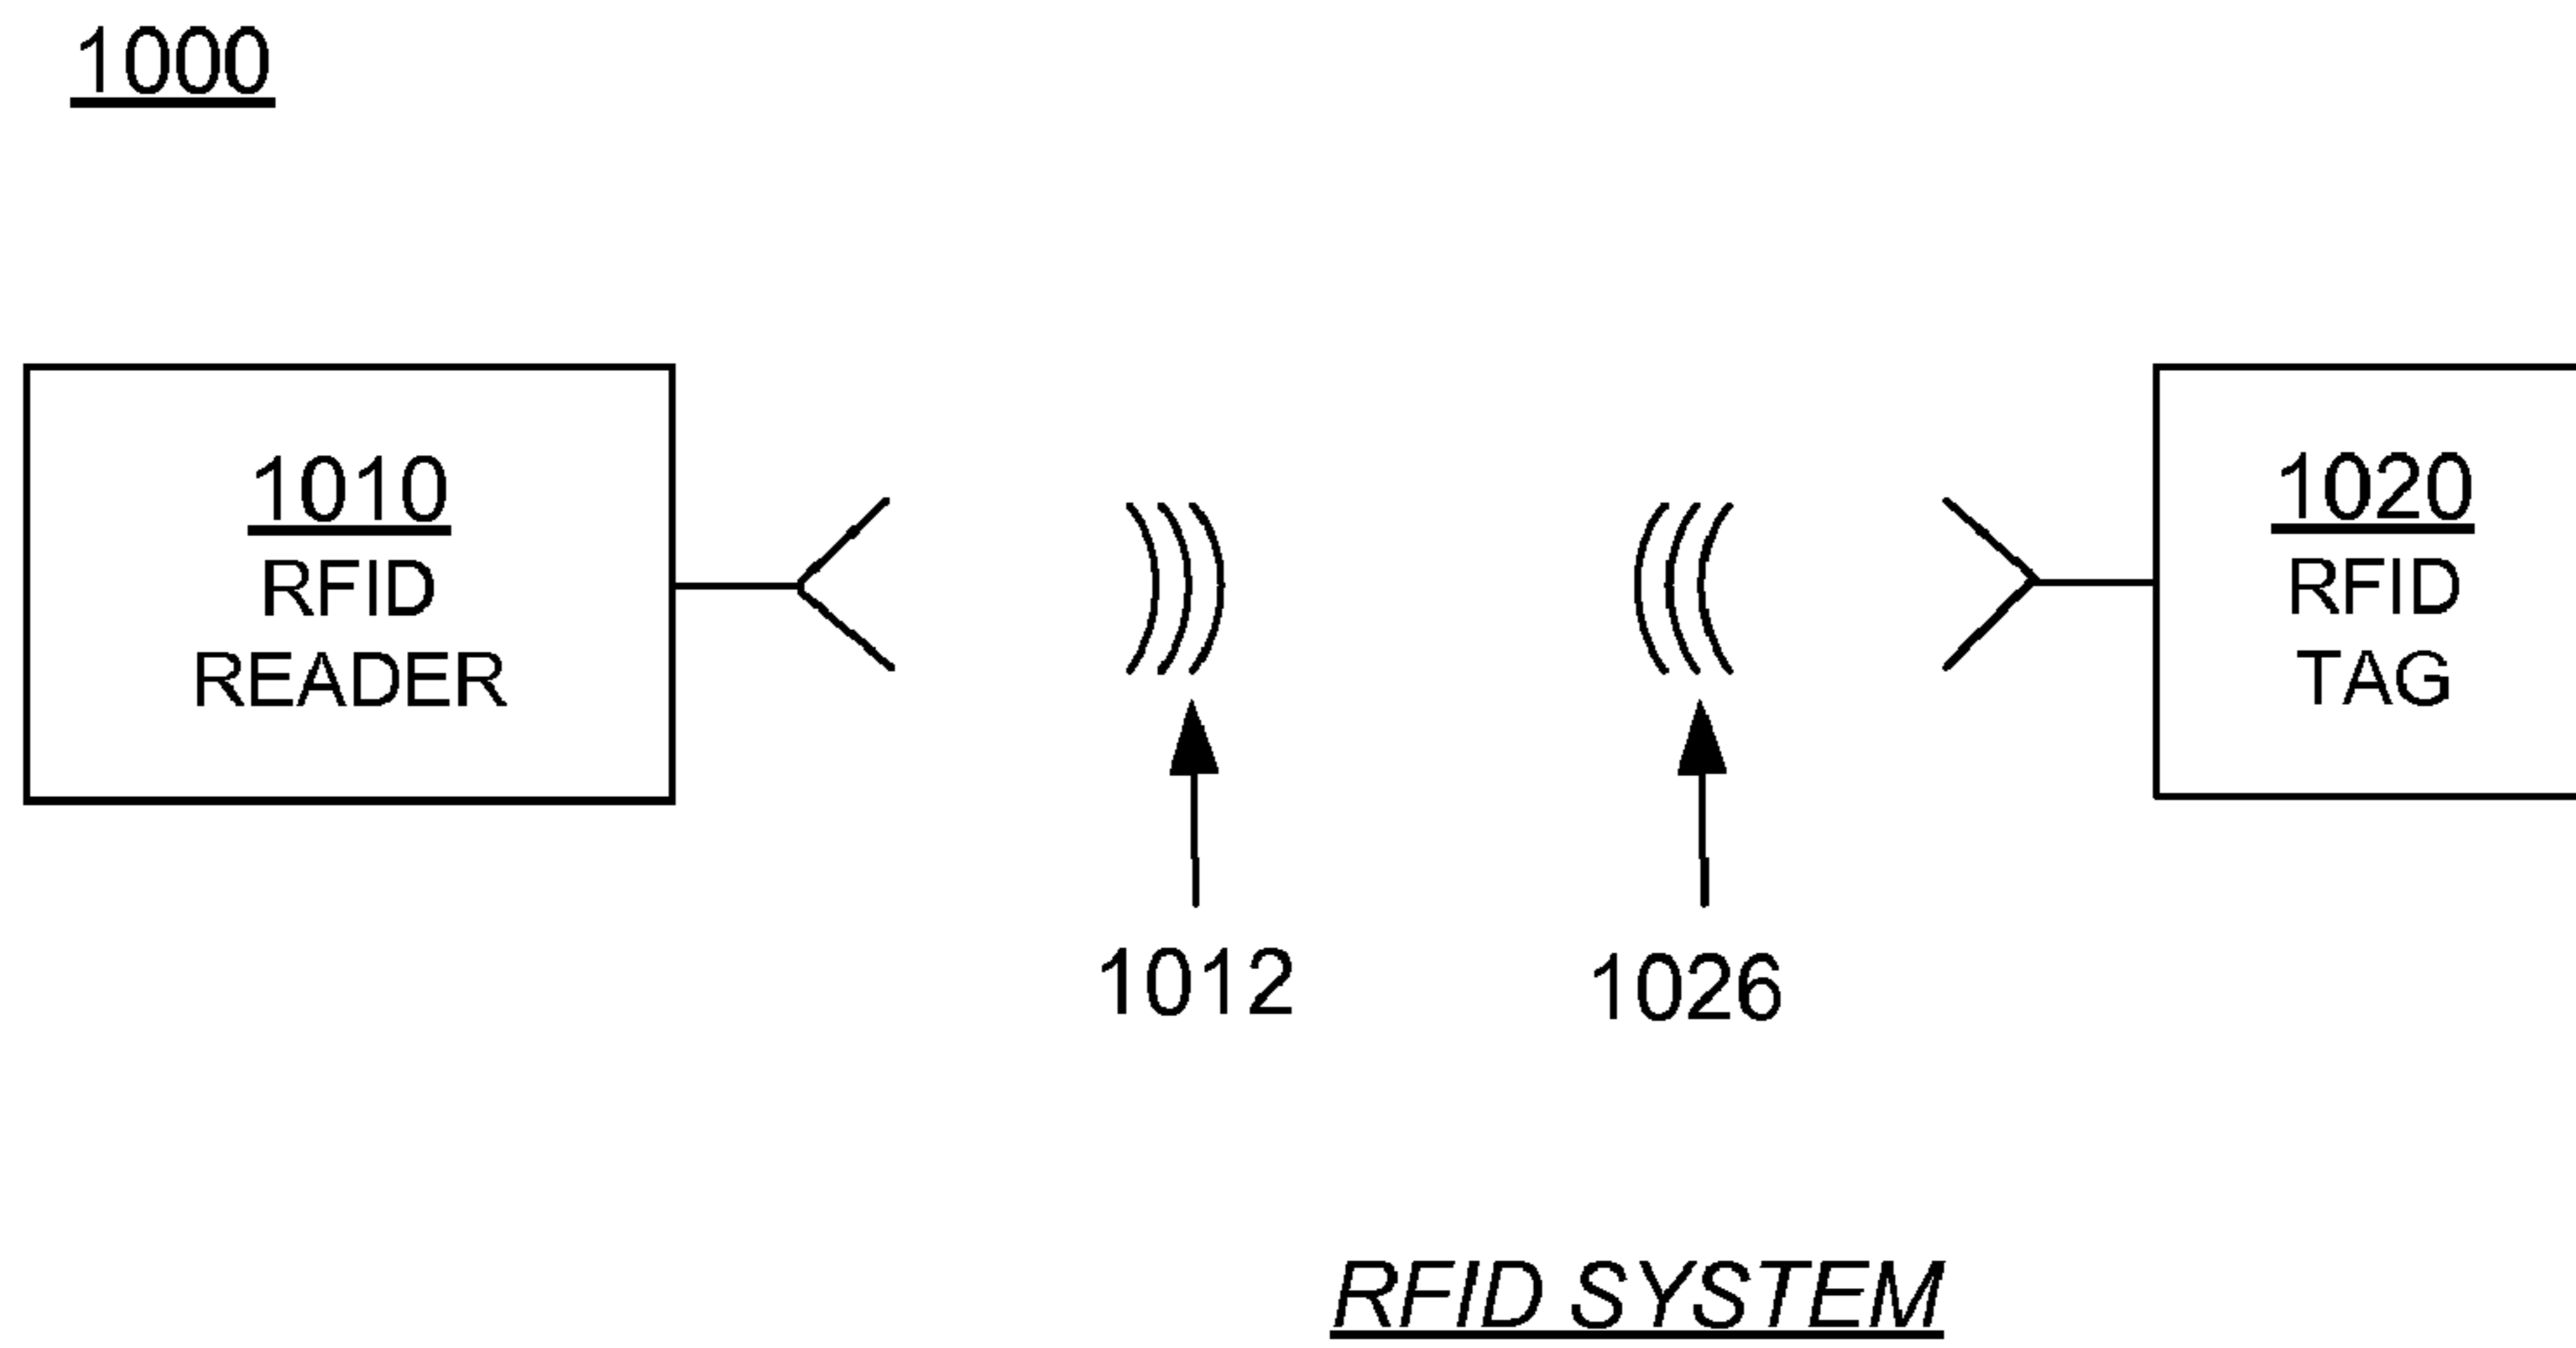 1000
1010
RFID
READER
1020
RFID
TAG
1012
1026
RFID SYSTEM